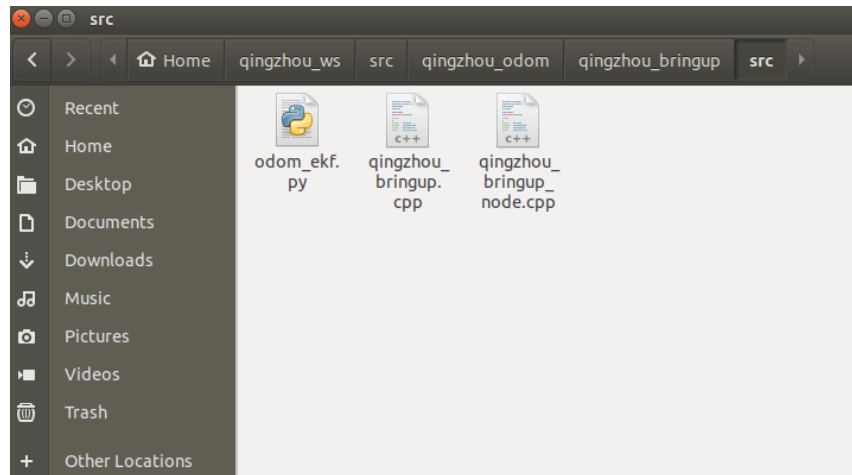 src
Home qingzhou_ws src qingzhou_odom qingzhou_bringup src
Recent
Home
Desktop
Documents
Downloads
Music
Pictures
Videos
Trash
Other Locations
odom_ekf.
py
c++
qingzhou_
bringup.
cpp
c++
qingzhou_
bringup_
node.cpp